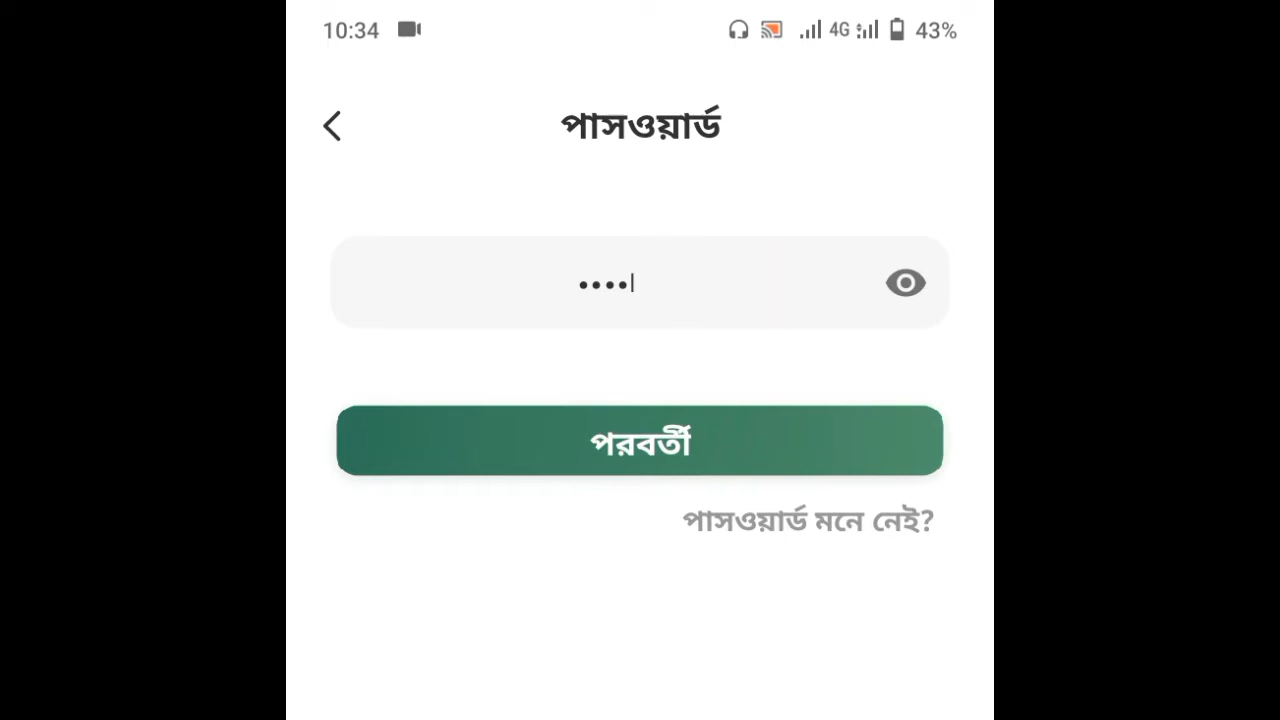 10:34 4G 43%
পাসওয়ার্ড
••••
পরবর্তী
পাসওয়ার্ড মনে নেই?